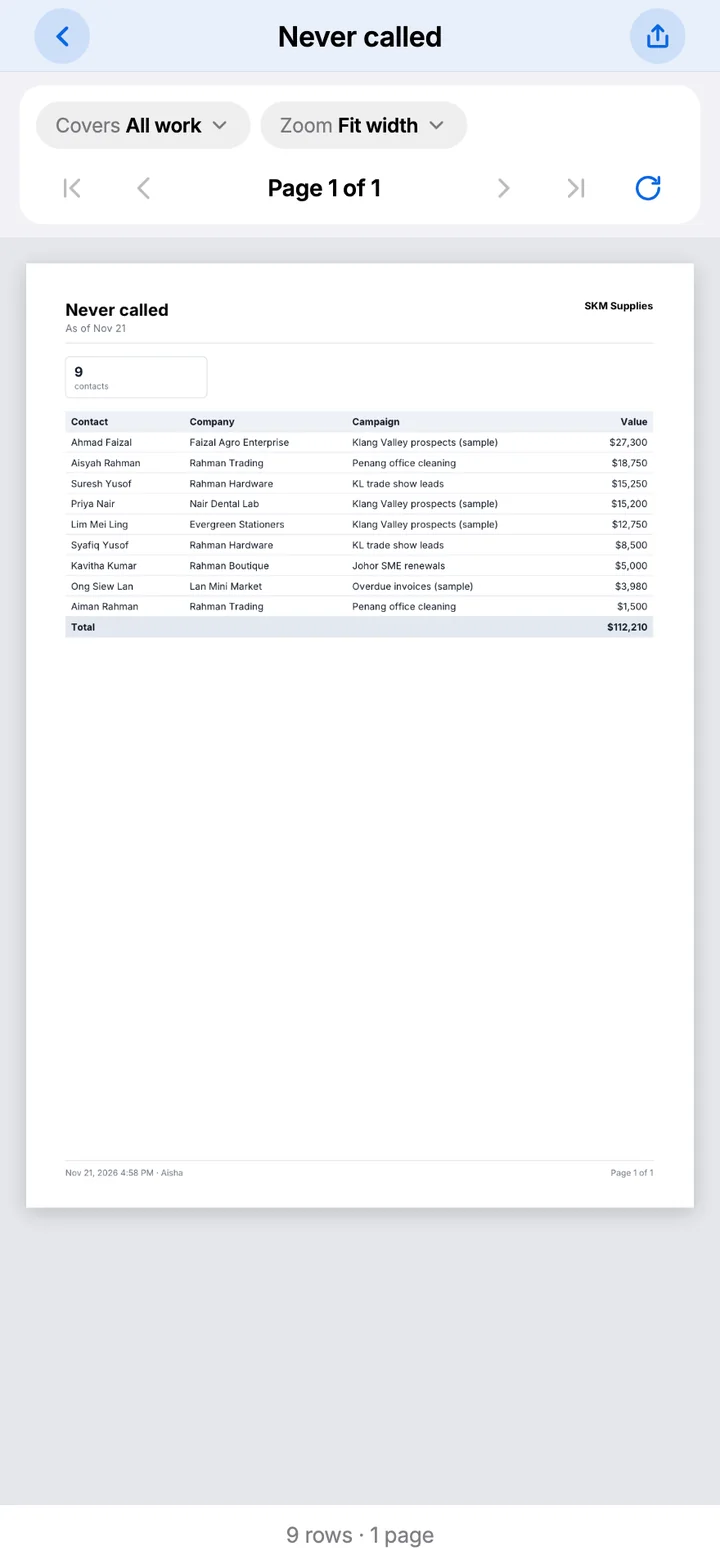 Never called
Covers All work
Zoom Fit width
Page 1 of 1
Never called
SKM Supplies
As of Nov 21
9
contacts
Contact Company Campaign Value
Ahmad Faizal Faizal Agro Enterprise Klang Valley prospects (sample) $27,300
Aisyah Rahman Rahman Trading Penang office cleaning $18,750
Suresh Yusof Rahman Hardware KL trade show leads $15,250
Priya Nair Nair Dental Lab Klang Valley prospects (sample) $15,200
Lim Mei Ling Evergreen Stationers Klang Valley prospects (sample) $12,750
Syafiq Yusof Rahman Hardware KL trade show leads $8,500
Kavitha Kumar Rahman Boutique Johor SME renewals $5,000
Ong Siew Lan Lan Mini Market Overdue invoices (sample) $3,980
Aiman Rahman Rahman Trading Penang office cleaning $1,500
Total $112,210
Nov 21, 2026 4:58 PM · Aisha Page 1 of 1
9 rows · 1 page